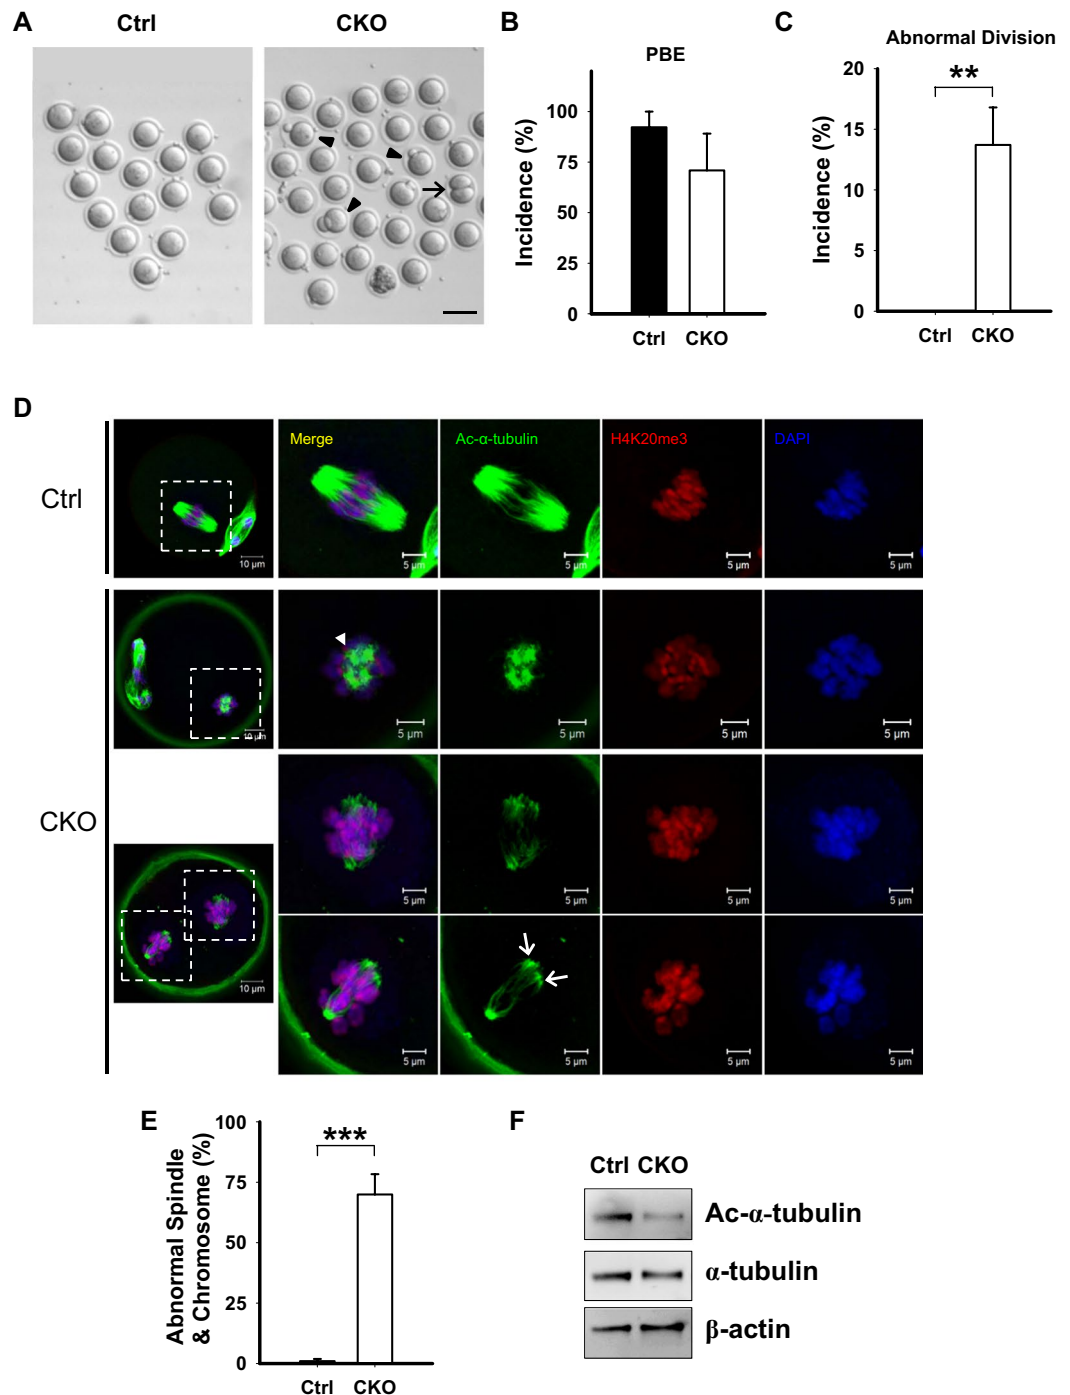 A
Ctrl
CKO
B
PBE
Incidence (%)
100
75
50
25
0
Ctrl CKO
C
Abnormal Division
Incidence (%)
20
15
10
5
0
**
Ctrl CKO
D
Ctrl
10 µm
Merge
5 µm
Ac-α-tubulin
5 µm
H4K20me3
5 µm
DAPI
5 µm
CKO
10 µm
5 µm
5 µm
5 µm
5 µm
5 µm
5 µm
5 µm
5 µm
10 µm
5 µm
5 µm
5 µm
5 µm
E
Abnormal Spindle
& Chromosome (%)
100
75
50
25
0
***
Ctrl CKO
F
Ctrl CKO
Ac-α-tubulin
α-tubulin
β-actin